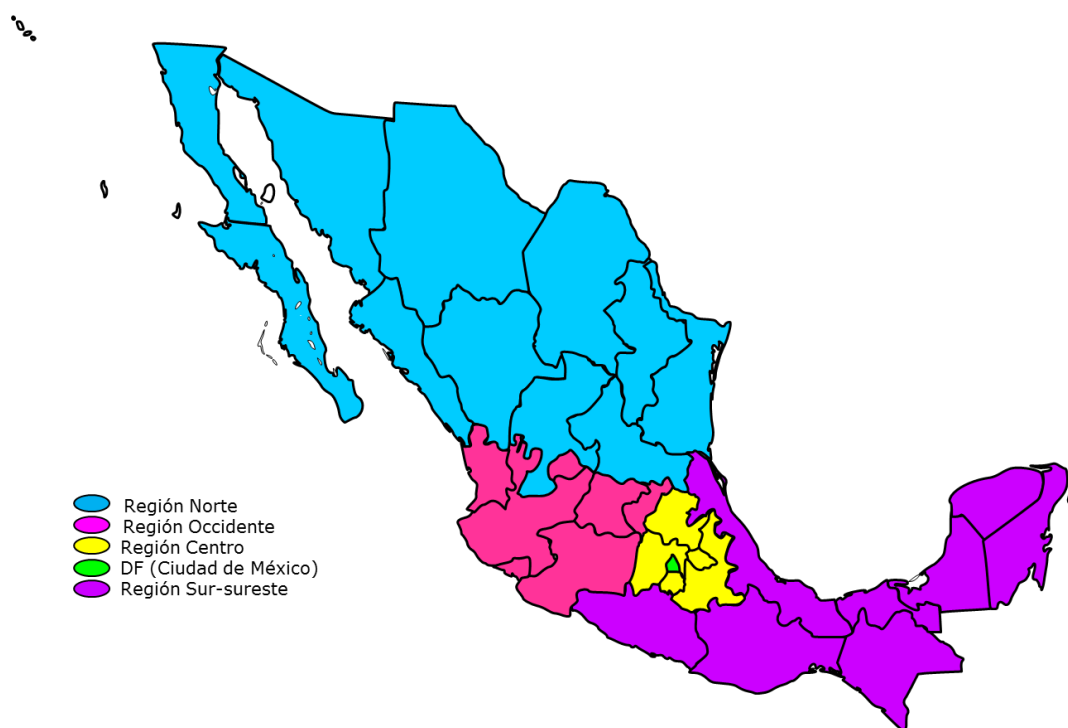 Región Norte
Región Occidente
Región Centro
DF (Ciudad de México)
Región Sur-sureste